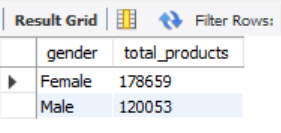 Result Grid Filter Rows:
gender total_products
Female 178659
Male 120053